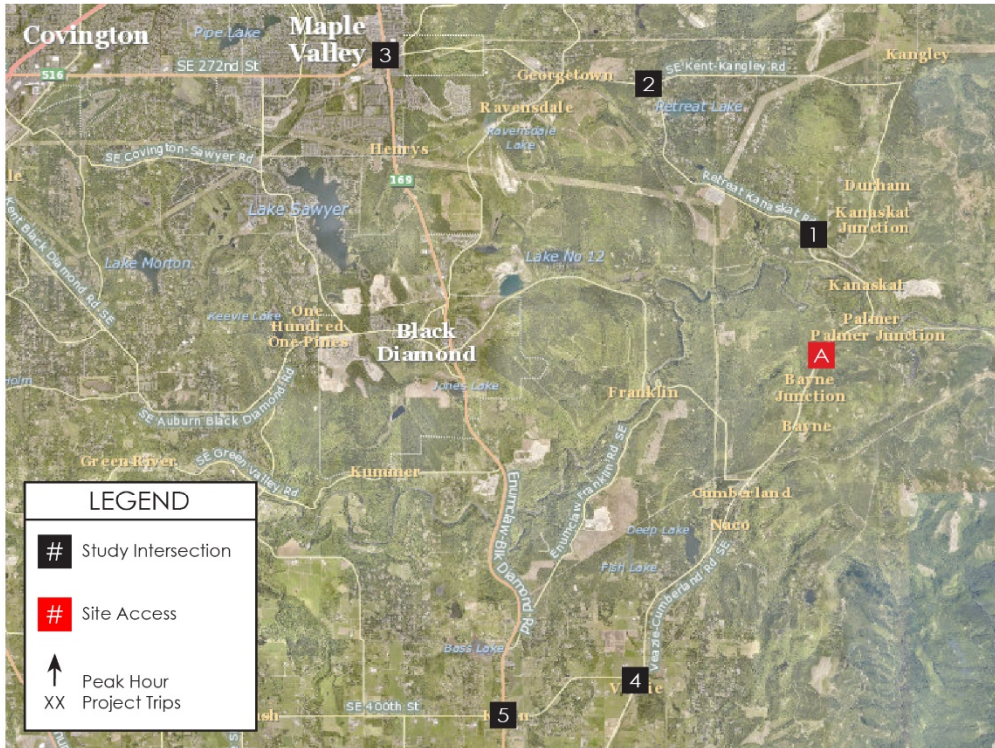 Covington
Pipe Lake
Maple
Valley
3
516
SE 272nd St
Georgetown
2
SE Kent-Kangley Rd
Kangley
Ravensdale
Retreat Lake
Ravensdale
Lake
Henrys
SE Covington-Sawyer Rd
169
Retreat Kanaskat
Durham
Kanaskat
Junction
1
Lake Sawyer
Kent Black Diamond Rd SE
Lake Morton
Lake No 12
Kanaskat
Keevie Lake
One
Hundred
One Pines
Black
Diamond
Palmer
Palmer Junction
A
Bayne
Junction
Jones Lake
Franklin
SE Auburn Black Diamond Rd
Bayne
Green River
SE Green Valley Rd
Kummer
Enumclaw-Blk Diamond Rd
Enumclaw Franklin Rd SE
Cumberland
Naco
Deep Lake
Fish Lake
Veazie-Cumberland Rd SE
Bass Lake
4
SE 400th St
5
LEGEND
# Study Intersection
# Site Access
XX Peak Hour
Project Trips